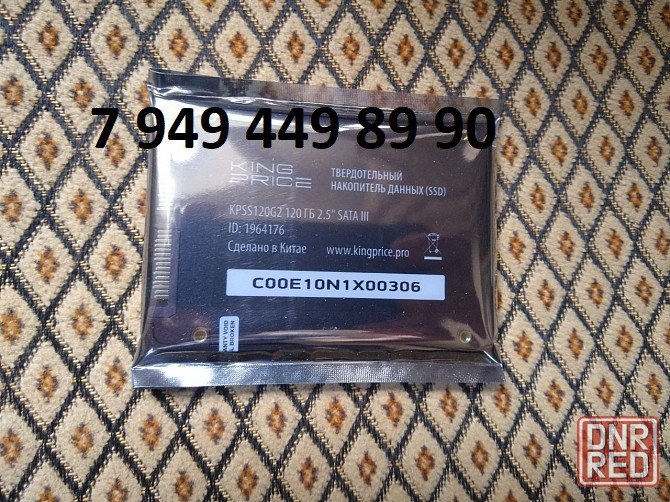 7 949 449 89 90
KING
PRICE
ТВЕРДОТЕЛЬНЫЙ
НАКОПИТЕЛЬ ДАННЫХ (SSD)
KPSS120G2 120 ГБ 2.5" SATA III
ID: 1964176
Сделано в Китае www.kingprice.pro
C00E10N1X00306
BROKEN
DNR
RED